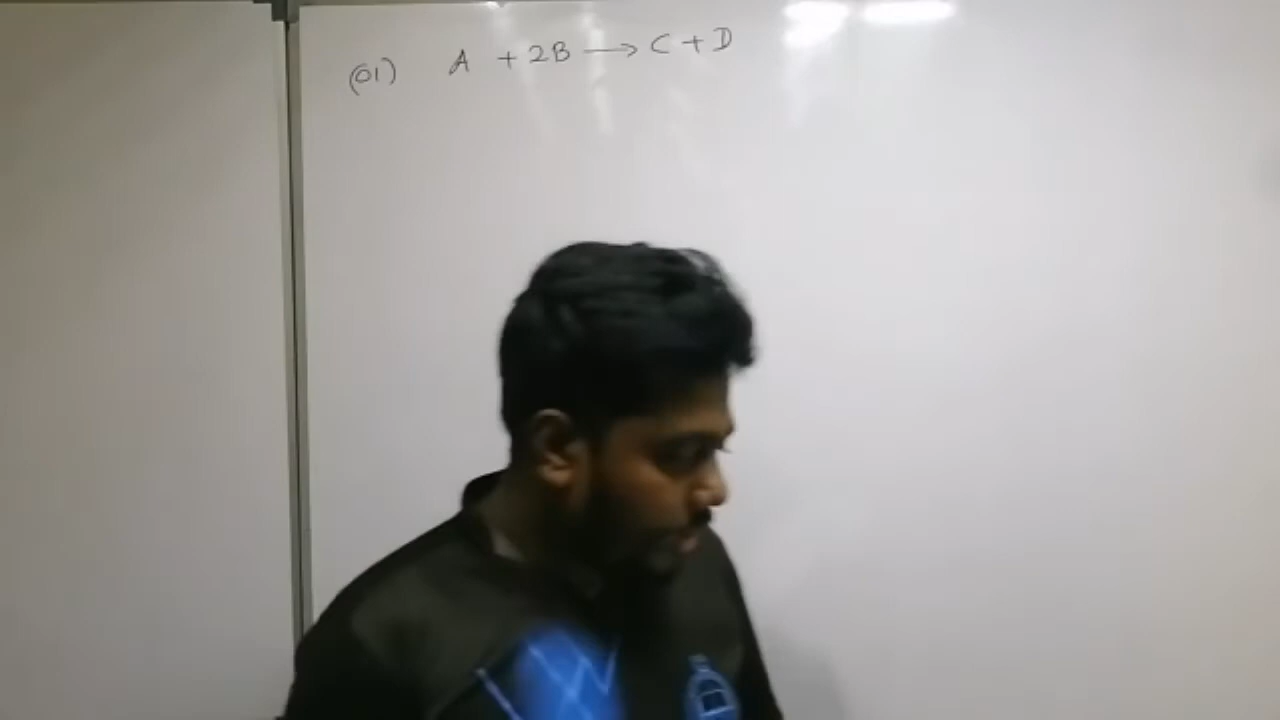 (01) A + 2B → C + D